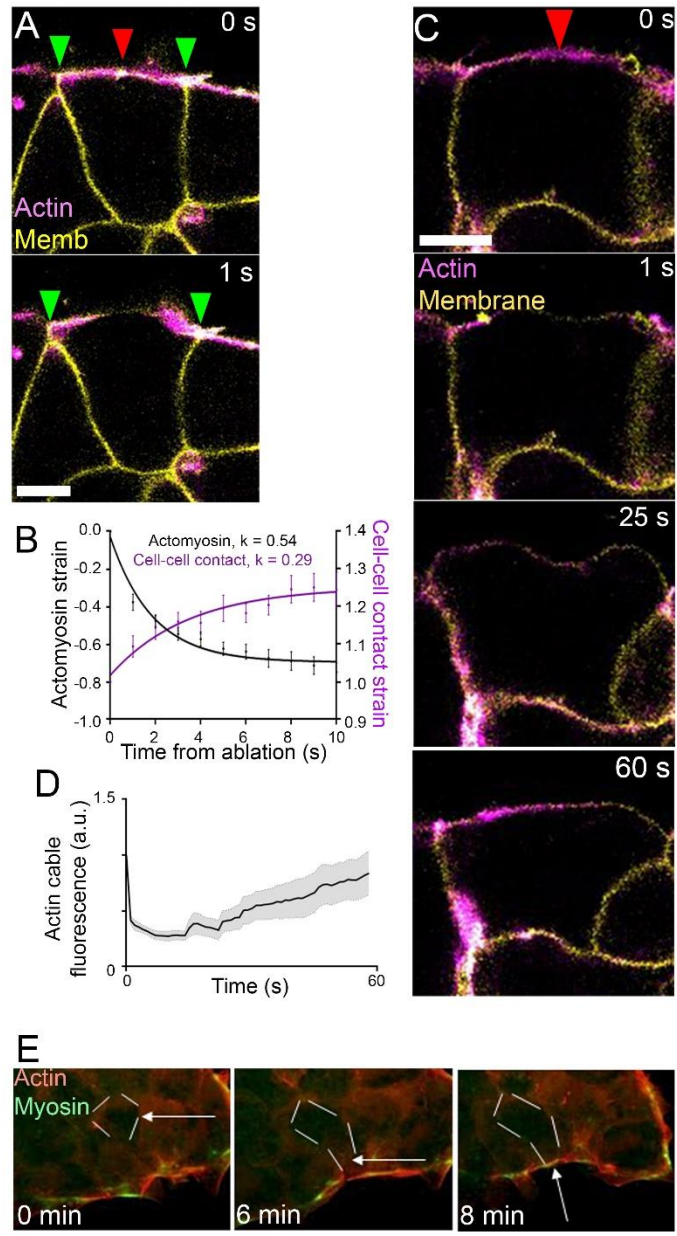 A
0 s
Actin
Memb
1 s
B
0.0
-0.2
-0.4
-0.6
-0.8
-1.0
Actomyosin strain
Actomyosin, k = 0.54
Cell-cell contact, k = 0.29
1.4
1.3
1.2
1.1
1.0
0.9
Cell-cell contact strain
0 2 4 6 8 10
Time from ablation (s)
C
0 s
Actin
Membrane
1 s
25 s
60 s
D
1.5
0
Actin cable
fluorescence (a.u.)
0 60
Time (s)
E
Actin
Myosin
0 min
6 min
8 min